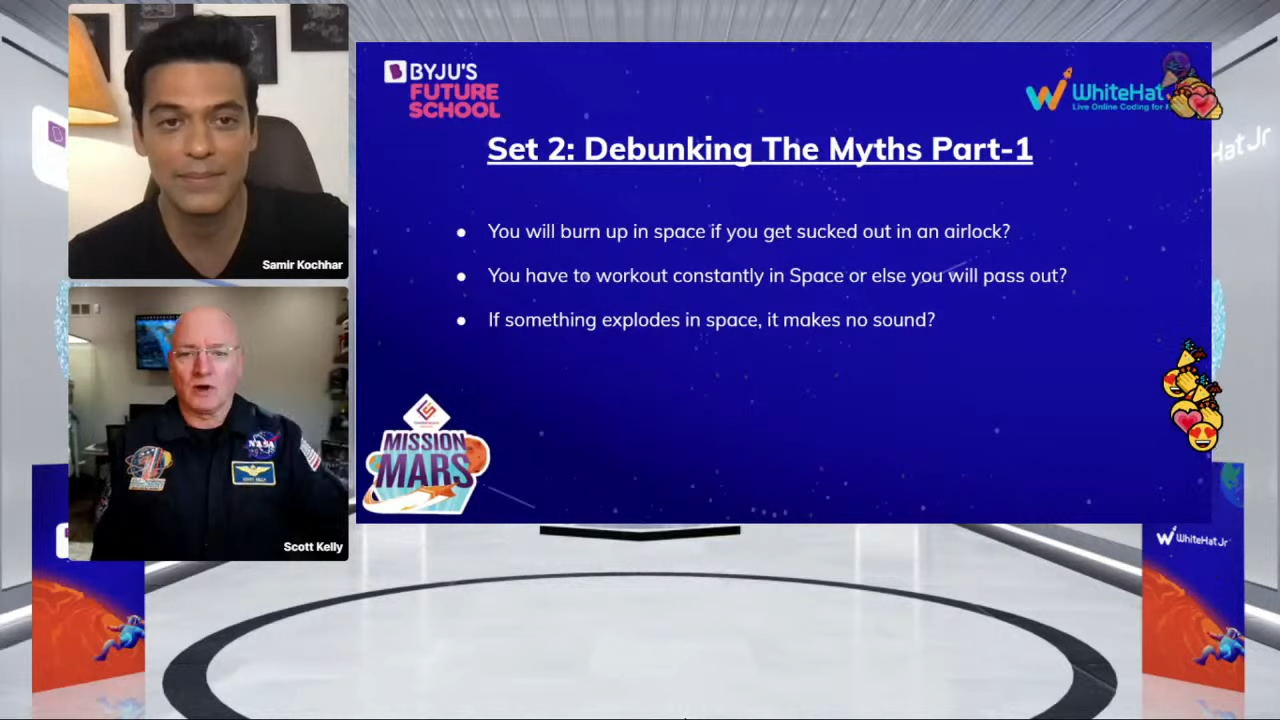 BYJU'S
FUTURE
SCHOOL
WhiteHat
Live Online Coding for
Set 2: Debunking The Myths Part-1
● You will burn up in space if you get sucked out in an airlock?
● You have to workout constantly in Space or else you will pass out?
● If something explodes in space, it makes no sound?
Samir Kochhar
NASA
Scott Kelly
MISSION
MARS
HatJr
WhiteHatJr